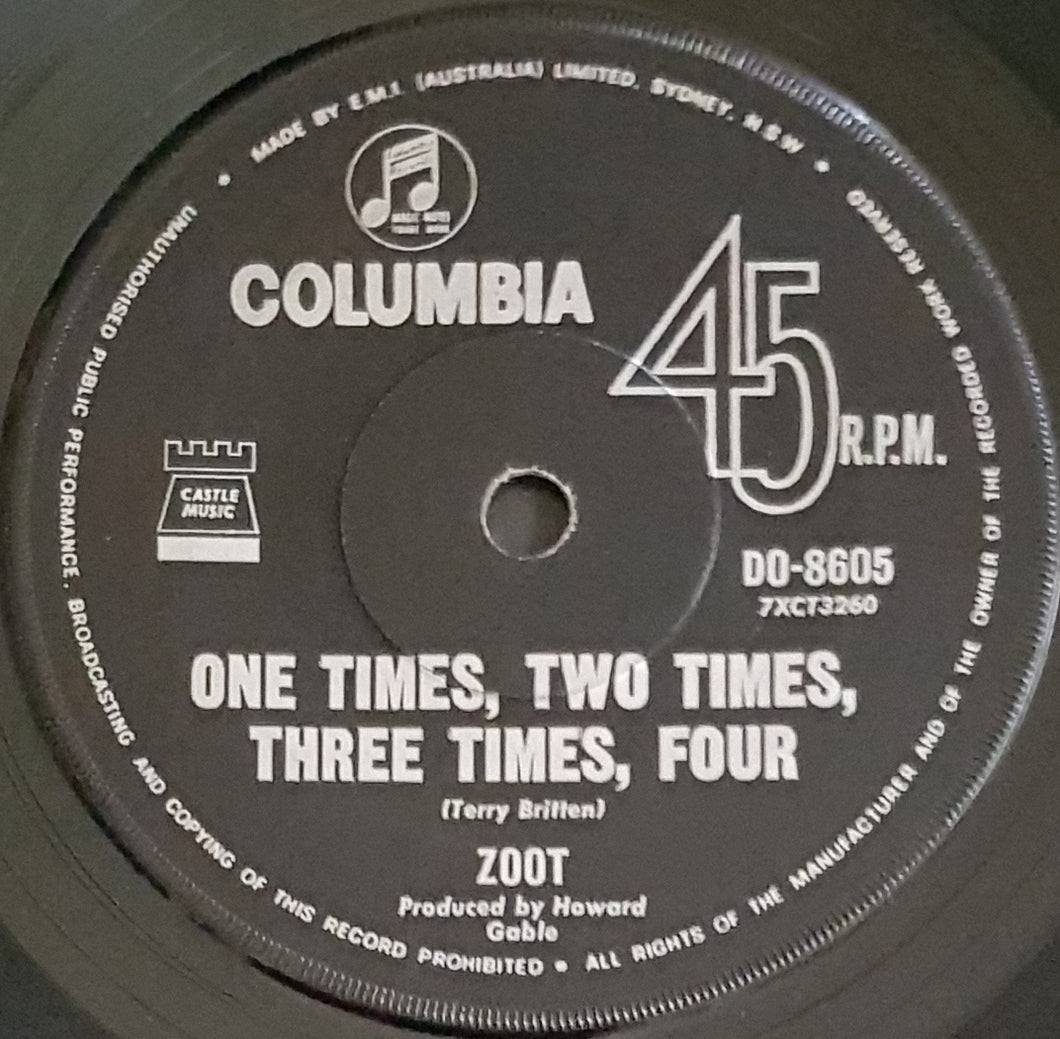 MADE BY E.M.I. (AUSTRALIA) LIMITED, SYDNEY, N S W •
COLUMBIA
45 R.P.M.
CASTLE
MUSIC
DO-8605
7XCT3260
ONE TIMES, TWO TIMES,
THREE TIMES, FOUR
(Terry Britten)
ZOOT
Produced by Howard
Gable
UNAUTHORISED PUBLIC PERFORMANCE, BROADCASTING AND COPYING OF THIS RECORD PROHIBITED • ALL RIGHTS OF THE MANUFACTURER AND OF THE OWNER OF THE RECORDED WORK RESERVED